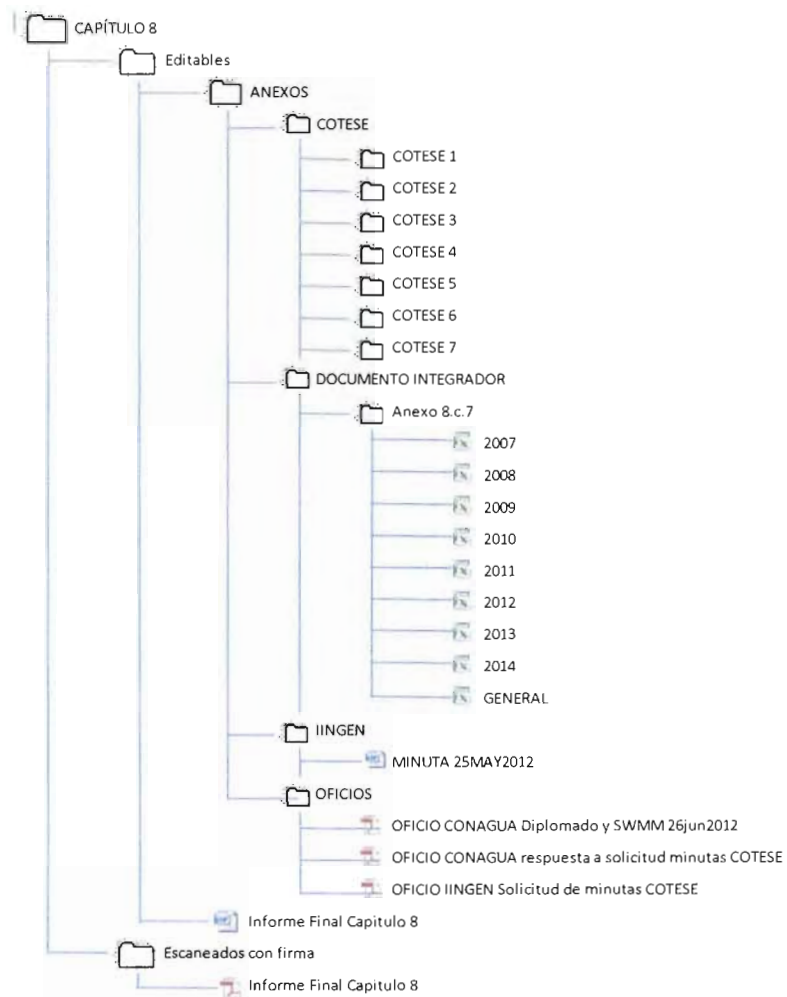 CAPÍTULO 8
Editables
ANEXOS
COTESE
COTESE 1
COTESE 2
COTESE 3
COTESE 4
COTESE 5
COTESE 6
COTESE 7
DOCUMENTO INTEGRADOR
Anexo 8.c.7
2007
2008
2009
2010
2011
2012
2013
2014
GENERAL
IINGEN
MINUTA 25MAY2012
OFICIOS
OFICIO CONAGUA Diplomado y SWMM 26jun2012
OFICIO CONAGUA respuesta a solicitud minutas COTESE
OFICIO IINGEN Solicitud de minutas COTESE
Informe Final Capitulo 8
Escaneados con firma
Informe Final Capitulo 8